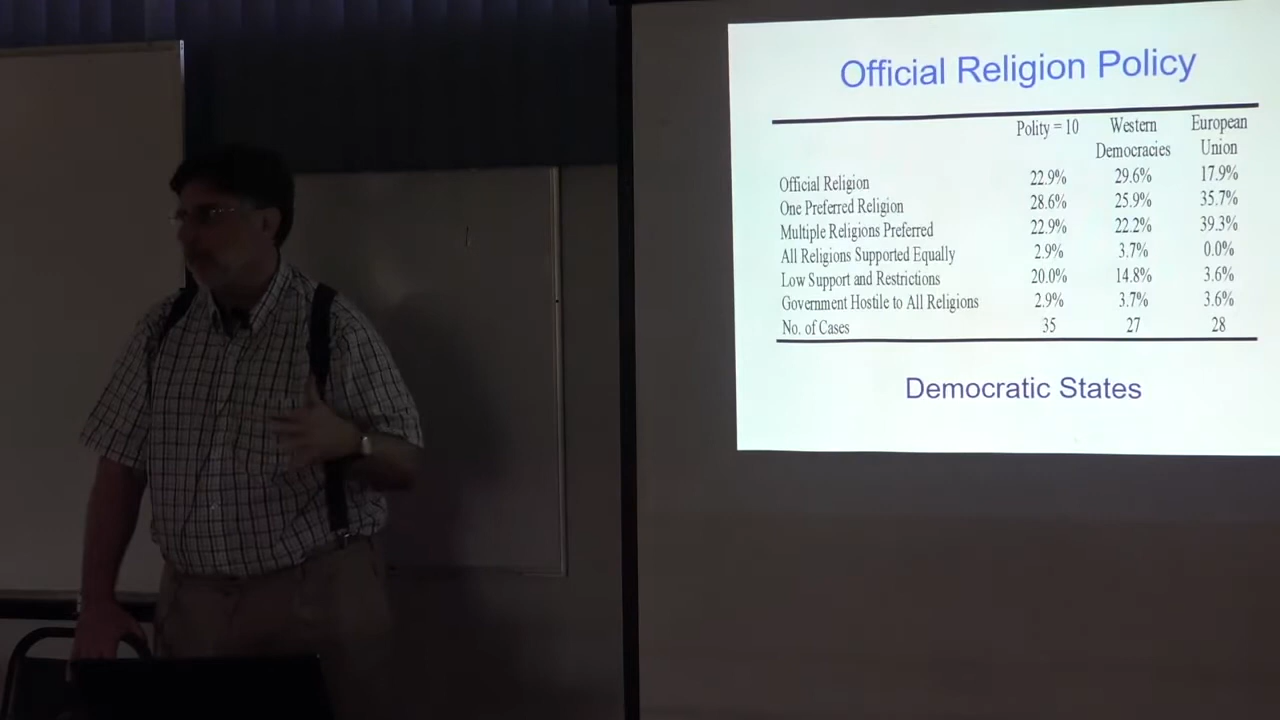 Official Religion Policy
Polity = 10 Western Democracies European Union
Official Religion 22.9% 29.6% 17.9%
One Preferred Religion 28.6% 25.9% 35.7%
Multiple Religions Preferred 22.9% 22.2% 39.3%
All Religions Supported Equally 2.9% 3.7% 0.0%
Low Support and Restrictions 20.0% 14.8% 3.6%
Government Hostile to All Religions 2.9% 3.7% 3.6%
No. of Cases 35 27 28
Democratic States